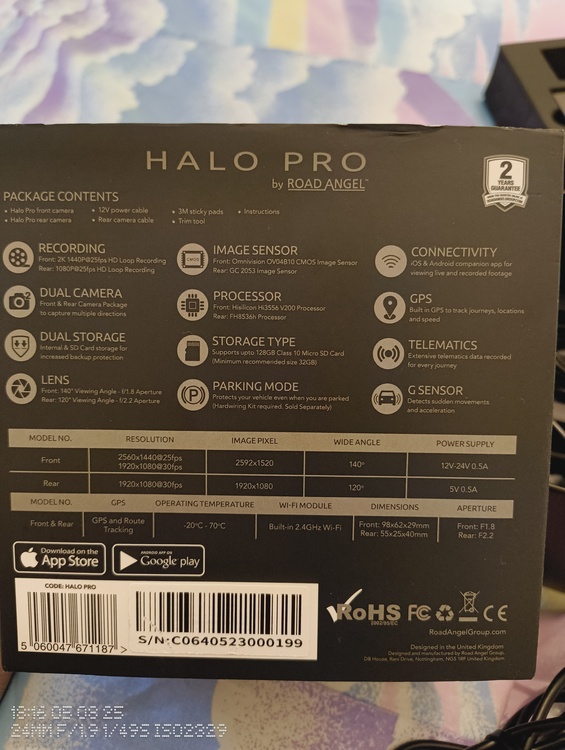 HALO PRO
by ROAD ANGEL™
2
YEARS
GUARANTEE
PACKAGE CONTENTS
• Halo Pro front camera
• Halo Pro rear camera
• 12V power cable
• Rear camera cable
• 3M sticky pads
• Trim tool
• Instructions
RECORDING
Front: 2K 1440P@25fps HD Loop Recording
Rear: 1080P@25fps HD Loop Recording
DUAL CAMERA
Front & Rear Camera Package
to capture multiple directions
DUAL STORAGE
Internal & SD Card storage for
increased backup protection
LENS
Front: 140° Viewing Angle - f/1.8 Aperture
Rear: 120° Viewing Angle - f/2.2 Aperture
IMAGE SENSOR
Front: Omnivision OV04B10 CMOS Image Sensor
Rear: GC 2053 Image Sensor
PROCESSOR
Front: Hisilicon Hi3556 V200 Processor
Rear: FH8536h Processor
STORAGE TYPE
Supports upto 128GB Class 10 Micro SD Card
(Minimum recommended size 32GB)
PARKING MODE
Protects your vehicle even when you are parked
(Hardwiring Kit required. Sold Separately)
CONNECTIVITY
iOS & Android companion app for
viewing live and recorded footage
GPS
Built in GPS to track journeys, locations
and speed
TELEMATICS
Extensive telematics data recorded
for every journey
G SENSOR
Detects sudden movements
and acceleration
MODEL NO. RESOLUTION IMAGE PIXEL WIDE ANGLE POWER SUPPLY
Front 2560x1440@25fps 1920x1080@30fps 2592x1520 140° 12V-24V 0.5A
Rear 1920x1080@30fps 1920x1080 120° 5V 0.5A
MODEL NO. GPS OPERATING TEMPERATURE WI-FI MODULE DIMENSIONS APERTURE
Front & Rear GPS and Route Tracking -20°C - 70°C Built-in 2.4GHz Wi-Fi Front: 98x62x29mm Rear: 55x25x40mm Front: F1.8 Rear: F2.2
Download on the
App Store
ANDROID APP ON
Google play
CODE: HALO PRO
5 060047 671187 >
S/N:C0640523000199
RoHS
2002/95/EC
FC CE
RoadAngelGroup.com
Designed in the United Kingdom
Designed and manufactured by Road Angel Group,
DB House, Rani Drive, Nottingham, NG5 1RF United Kingdom